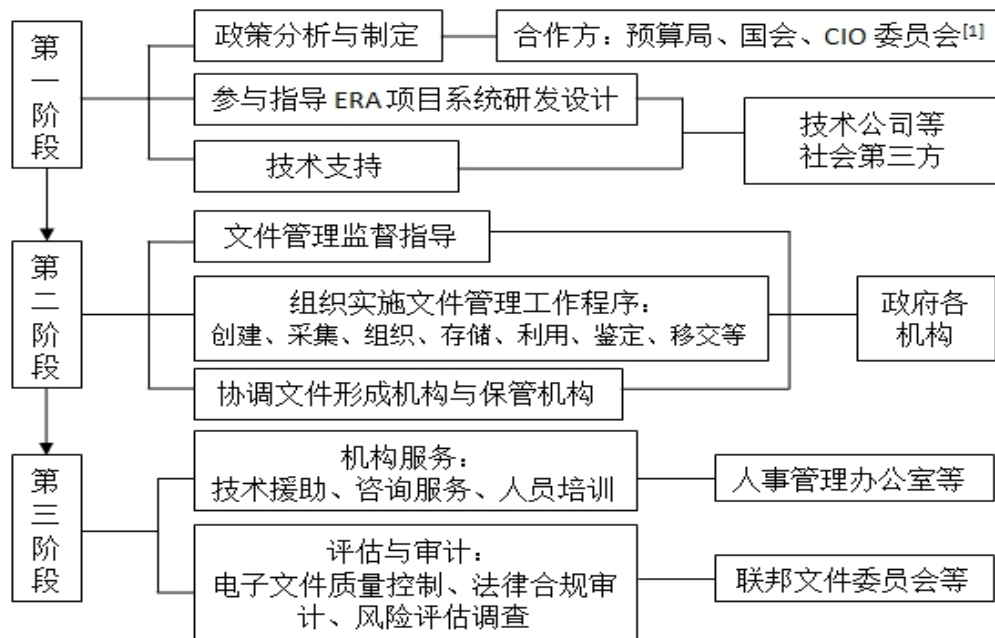 第一阶段
政策分析与制定
合作方：预算局、国会、CIO 委员会[1]
参与指导 ERA 项目系统研发设计
技术支持
技术公司等
社会第三方
第二阶段
文件管理监督指导
组织实施文件管理工作程序：
创建、采集、组织、存储、利用、鉴定、移交等
协调文件形成机构与保管机构
政府各
机构
第三阶段
机构服务：
技术援助、咨询服务、人员培训
人事管理办公室等
评估与审计：
电子文件质量控制、法律合规审
计、风险评估调查
联邦文件委员会等